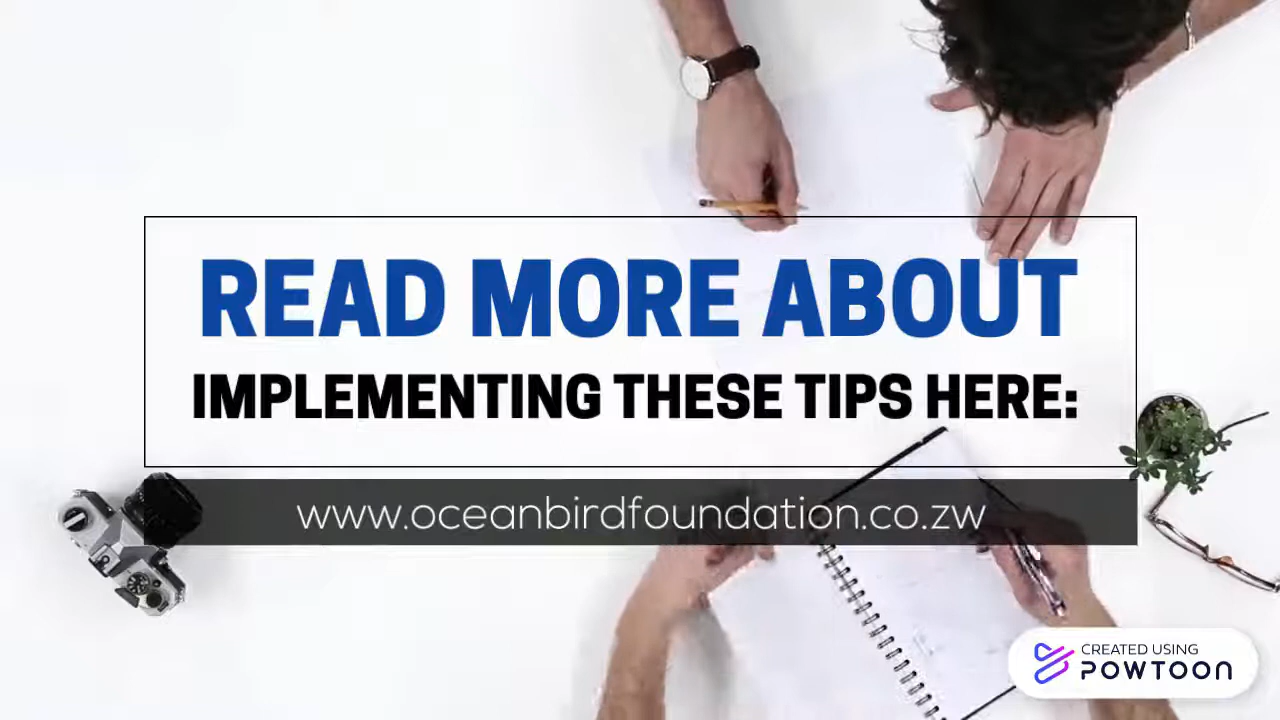 READ MORE ABOUT
IMPLEMENTING THESE TIPS HERE:
www.oceanbirdfoundation.co.zw
CREATED USING
POWTOON